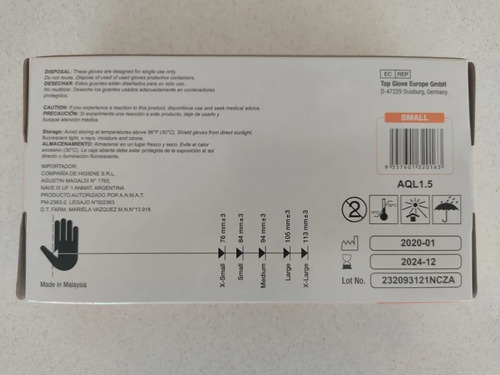 DISPOSAL: These gloves are designed for single use only.
Do not reuse. Dispose of used of used gloves protective containers.
DESECHAR: Estos guantes están diseñados para un solo uso.
No reutilizar. Deseche los guantes usados adecuadamente en contenedores
protegidos.
CAUTION: If you experience a reaction to this product, discontinue use and seek medical advice.
PRECAUCIÓN: Si experimenta una reacción a este producto, deje de usarlo y
busque atención médico.
Storage: Avoid storing at temperatures above 86°F (30°C). Shield gloves from direct sunlight,
fluorescent light, x-rays, moisture and ozone.
ALMACENAMIENTO: Almacenar en un lugar fresco y seco. Evite el calor
excesivo (30°C). La caja abierta debe estar protegida de la exposición al sol
directo o iluminación fluorescente.
IMPORTADOR:
COMPAÑÍA DE HIGIENE S.R.L.
AGUSTIN MAGALDI N° 1765,
NAVE III UF 1 ANMAT. ARGENTINA
PRODUCTO AUTORIZADO POR A.N.M.A.T.
PM-2363-2. LEGAJO N°002363
D.T. FARM. MARIELA VAZQUEZ.M.N.N°13.818.
X-Small 76 mm±3
Small 84 mm±3
Medium 94 mm±3
Large 105 mm±3
X-Large 113 mm±3
Made in Malaysia
EC REP
Top Glove Europe GmbH
D-47229 Duisburg, Germany
SMALL
9 557601 320163
AQL1.5
2
2020-01
2024-12
Lot No. 232093121NCZA